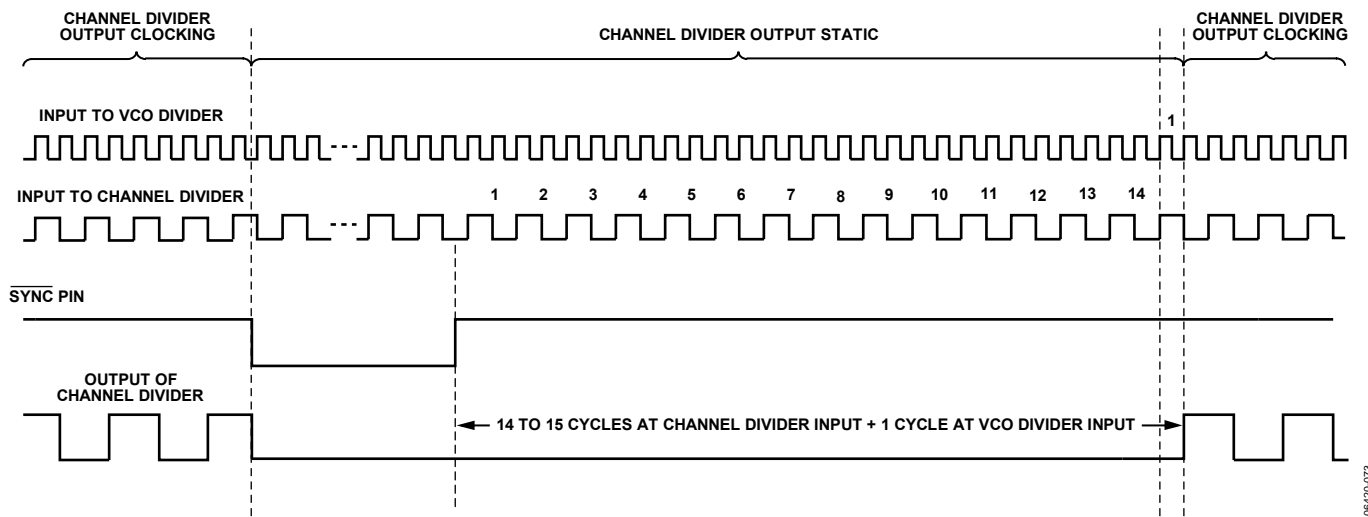 CHANNEL DIVIDER
OUTPUT CLOCKING
CHANNEL DIVIDER OUTPUT STATIC
CHANNEL DIVIDER
OUTPUT CLOCKING
INPUT TO VCO DIVIDER
1
INPUT TO CHANNEL DIVIDER
1 2 3 4 5 6 7 8 9 10 11 12 13 14
SYNC PIN
OUTPUT OF
CHANNEL DIVIDER
14 TO 15 CYCLES AT CHANNEL DIVIDER INPUT + 1 CYCLE AT VCO DIVIDER INPUT
06420-073